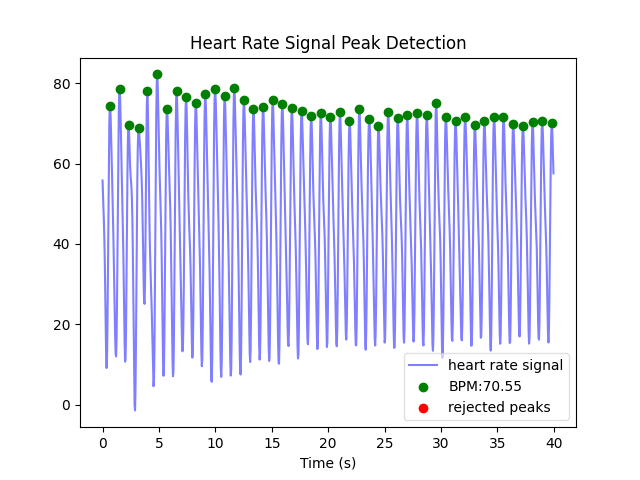 Heart Rate Signal Peak Detection
80
60
40
20
0
heart rate signal
BPM:70.55
rejected peaks
0 5 10 15 20 25 30 35 40
Time (s)